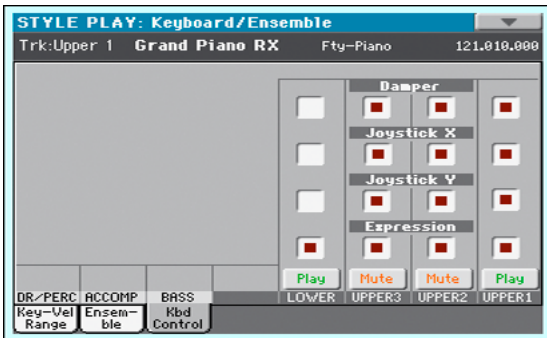 STYLE PLAY: Keyboard/Ensemble
Trk:Upper 1 Grand Piano RX Fty-Piano 121.010.000
Damper
Joystick X
Joystick Y
Expression
Play Mute Mute Play
DR/PERC ACCOMP BASS LOWER UPPER3 UPPER2 UPPER1
Key-Vel Ensem- Kbd
Range ble Control